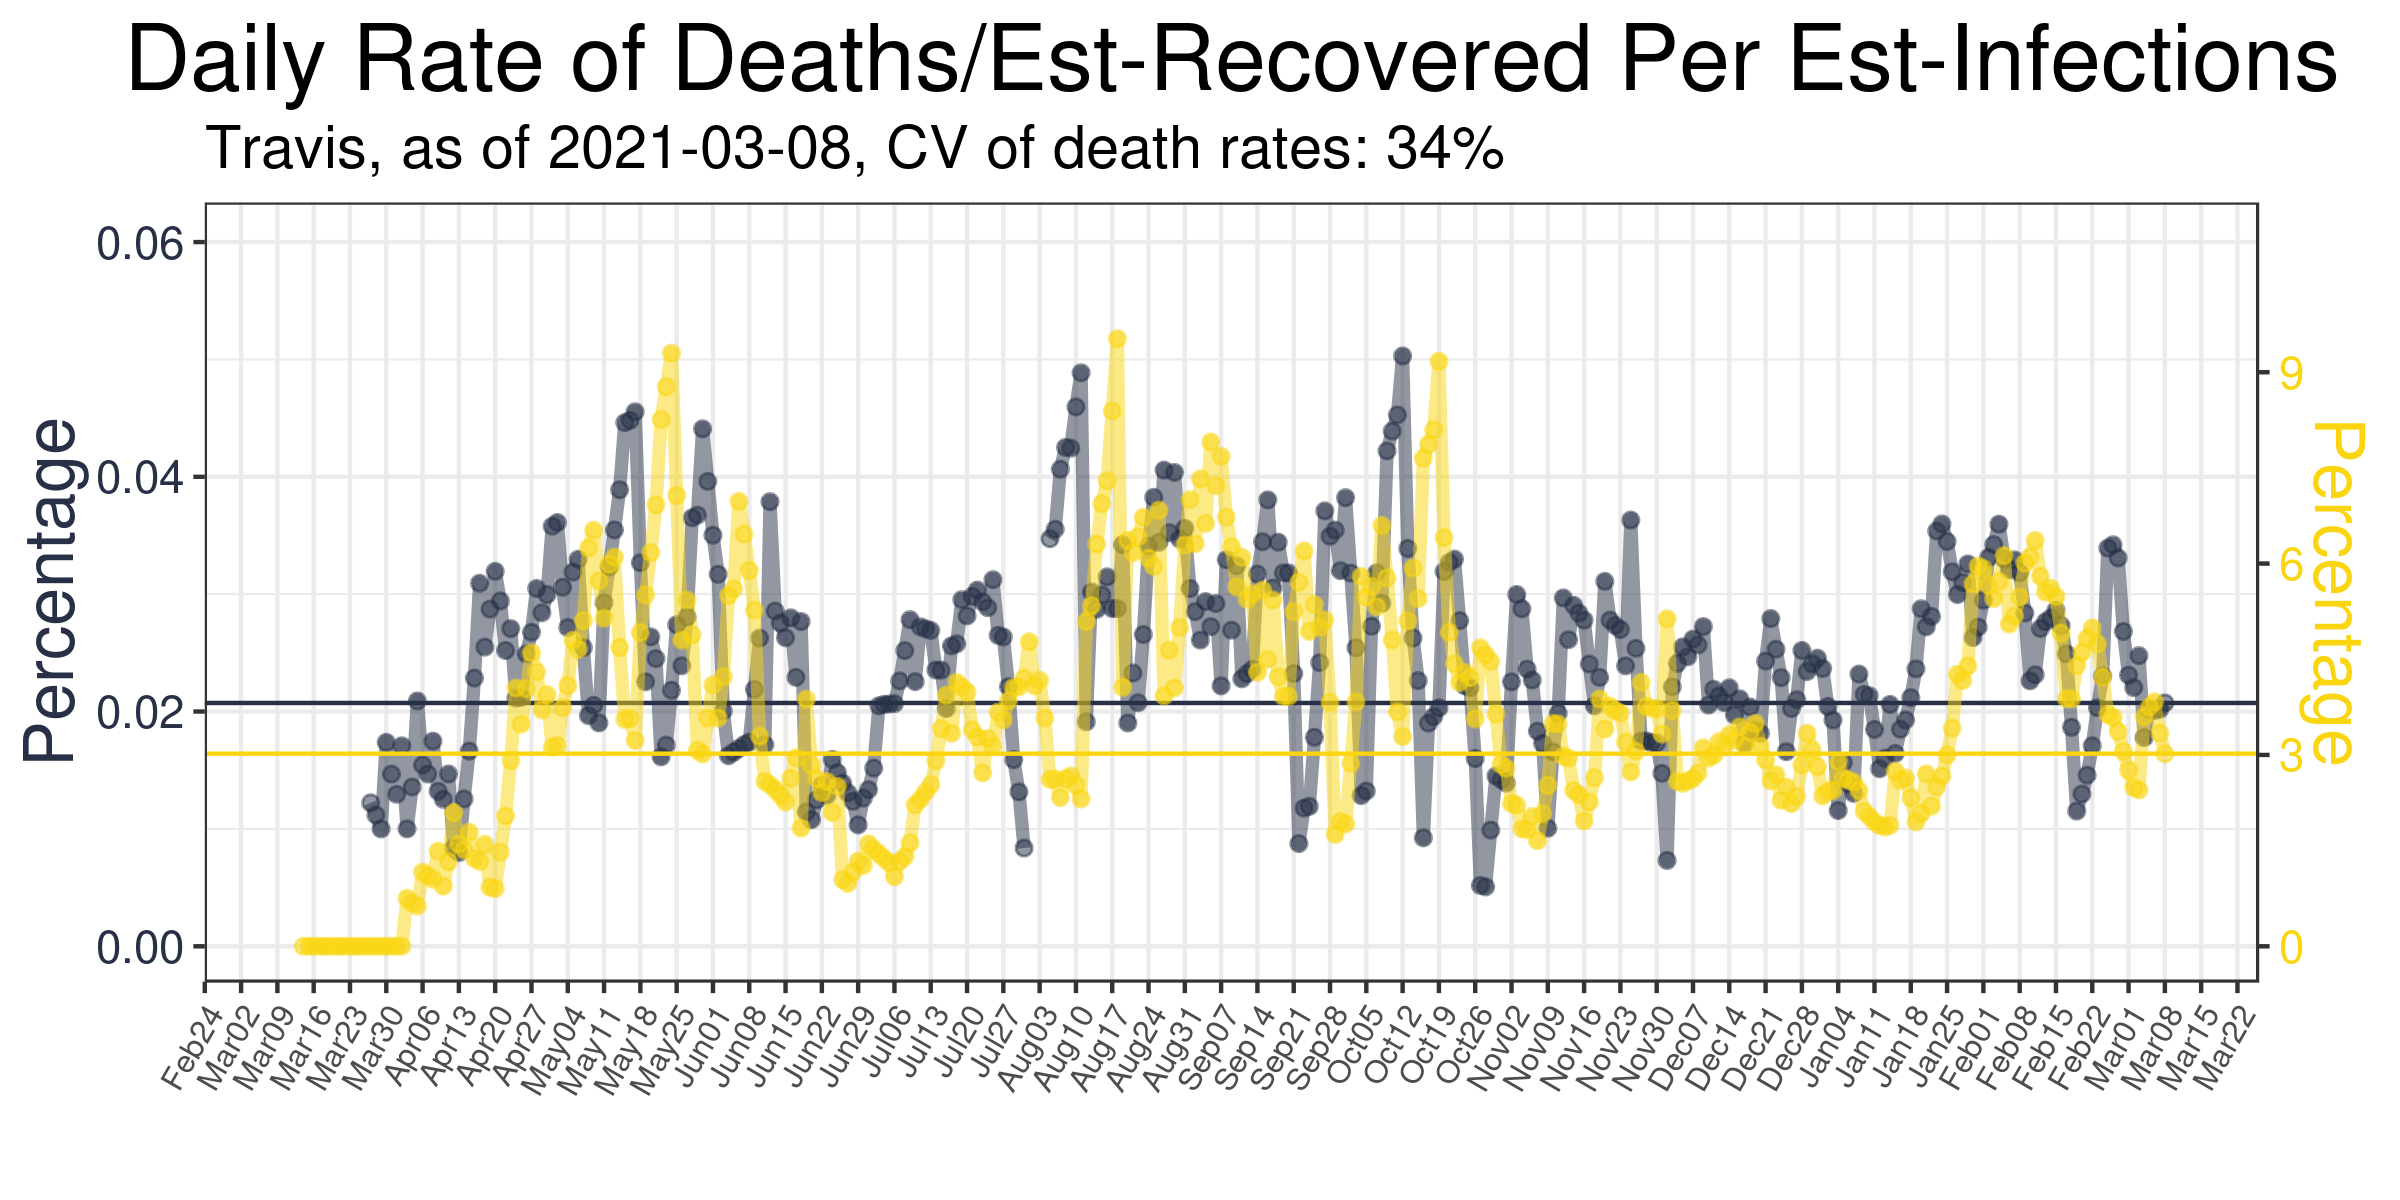 Daily Rate of Deaths/Est-Recovered Per Est-Infections
Travis, as of 2021-03-08, CV of death rates: 34%
Percentage
0.06
0.04
0.02
0.00
9
6
3
0
Percentage
Feb24
Mar02
Mar09
Mar16
Mar23
Mar30
Apr06
Apr13
Apr20
Apr27
May04
May11
May18
May25
Jun01
Jun08
Jun15
Jun22
Jun29
Jul06
Jul13
Jul20
Jul27
Aug03
Aug10
Aug17
Aug24
Aug31
Sep07
Sep14
Sep21
Sep28
Oct05
Oct12
Oct19
Oct26
Nov02
Nov09
Nov16
Nov23
Nov30
Dec07
Dec14
Dec21
Dec28
Jan04
Jan11
Jan18
Jan25
Feb01
Feb08
Feb15
Feb22
Mar01
Mar08
Mar15
Mar22